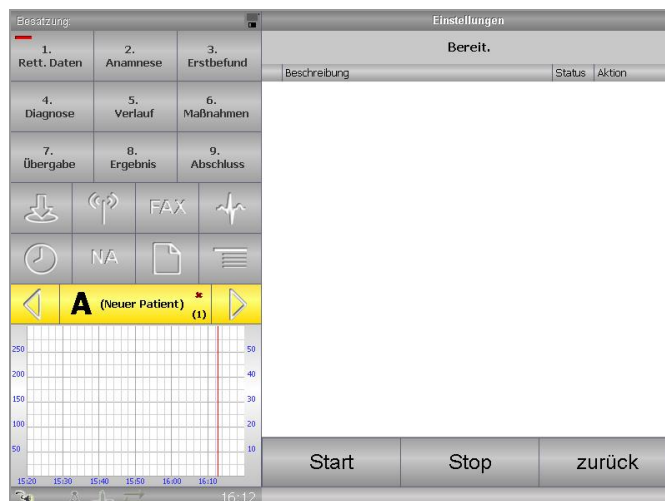 Besatzung:
Einstellungen
1.
Rett. Daten
2.
Anamnese
3.
Erstbefund
Bereit.
Beschreibung
Status
Aktion
4.
Diagnose
5.
Verlauf
6.
Maßnahmen
7.
Übergabe
8.
Ergebnis
9.
Abschluss
FAX
NA
A
(Neuer Patient)
(1)
250
50
200
40
150
30
100
20
50
10
15:20
15:30
15:40
15:50
16:00
16:10
Start
Stop
zurück
16:12